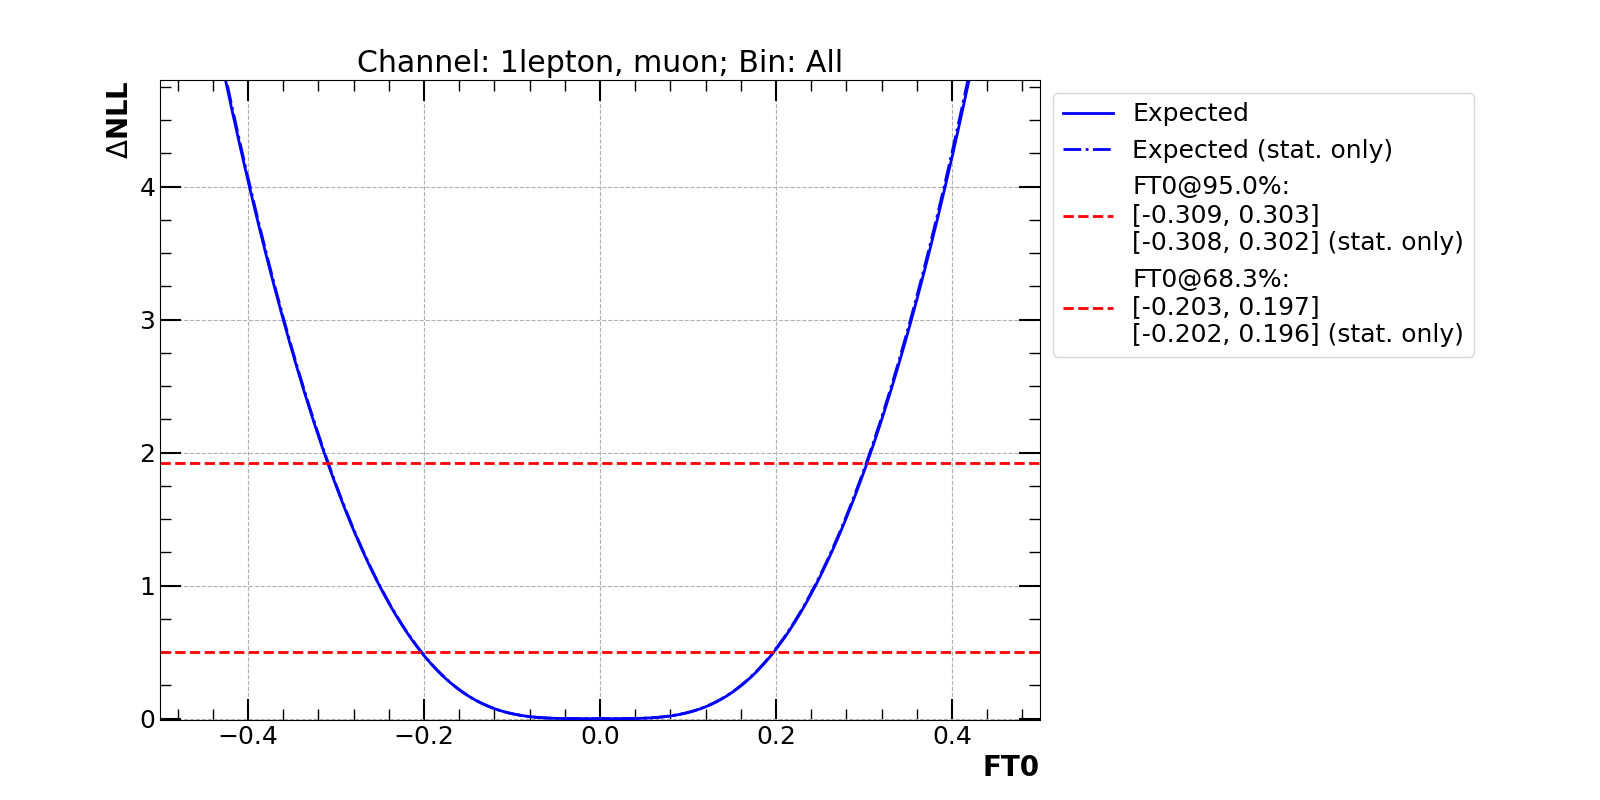 Channel: 1lepton, muon; Bin: All
ΔNLL
4
3
2
1
0
−0.4
−0.2
0.0
0.2
0.4
FT0
Expected
Expected (stat. only)
FT0@95.0%:
[-0.309, 0.303]
[-0.308, 0.302] (stat. only)
FT0@68.3%:
[-0.203, 0.197]
[-0.202, 0.196] (stat. only)